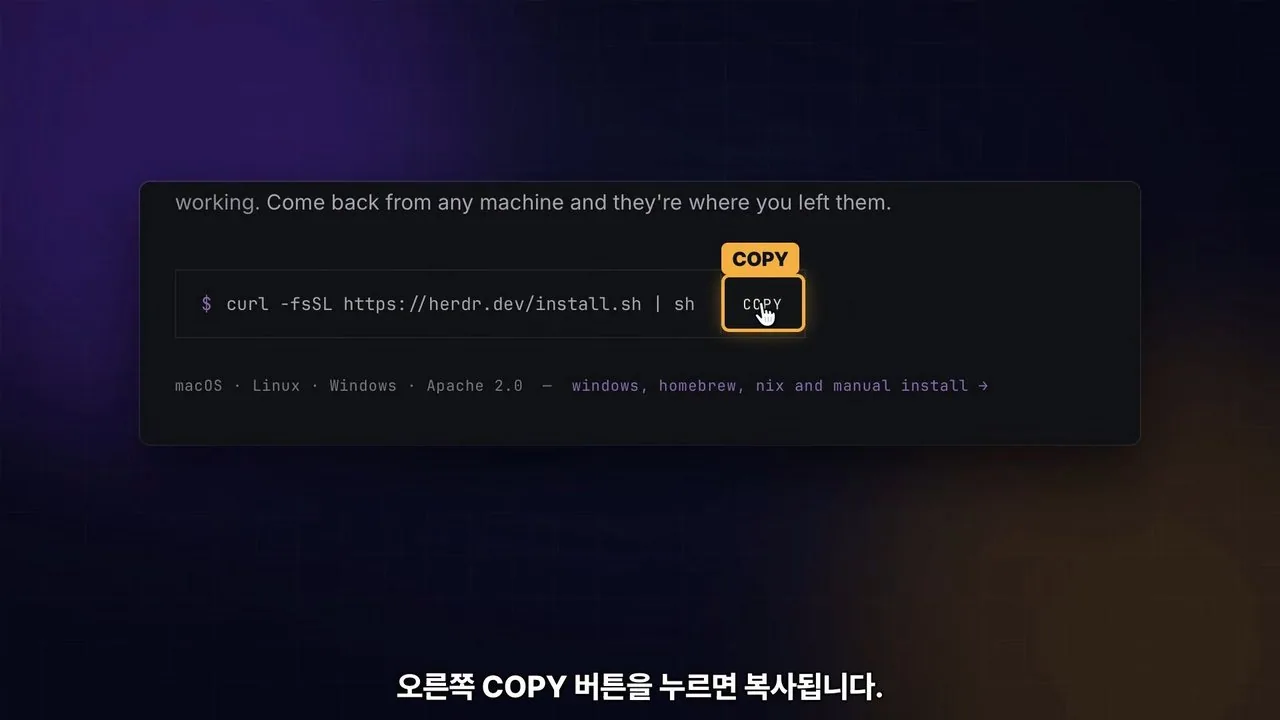 working. Come back from any machine and they're where you left them.
COPY
$ curl -fsSL https://herdr.dev/install.sh | sh
COPY
macOS · Linux · Windows · Apache 2.0 — windows, homebrew, nix and manual install →
오른쪽 COPY 버튼을 누르면 복사됩니다.